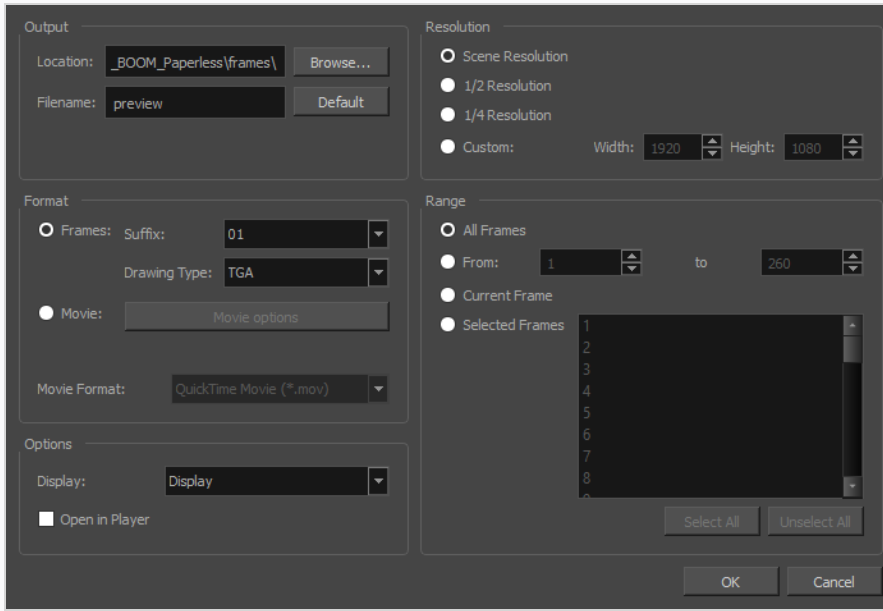 Output
Location: _BOOM_Paperless\frames\ Browse...
Filename: preview Default
Resolution
Scene Resolution
1/2 Resolution
1/4 Resolution
Custom: Width: 1920 Height: 1080
Format
Frames: Suffix: 01
Drawing Type: TGA
Movie: Movie options
Movie Format: QuickTime Movie (*.mov)
Range
All Frames
From: 1 to 260
Current Frame
Selected Frames 1
2
3
4
5
6
7
8
Select All Unselect All
Options
Display: Display
Open in Player
OK Cancel